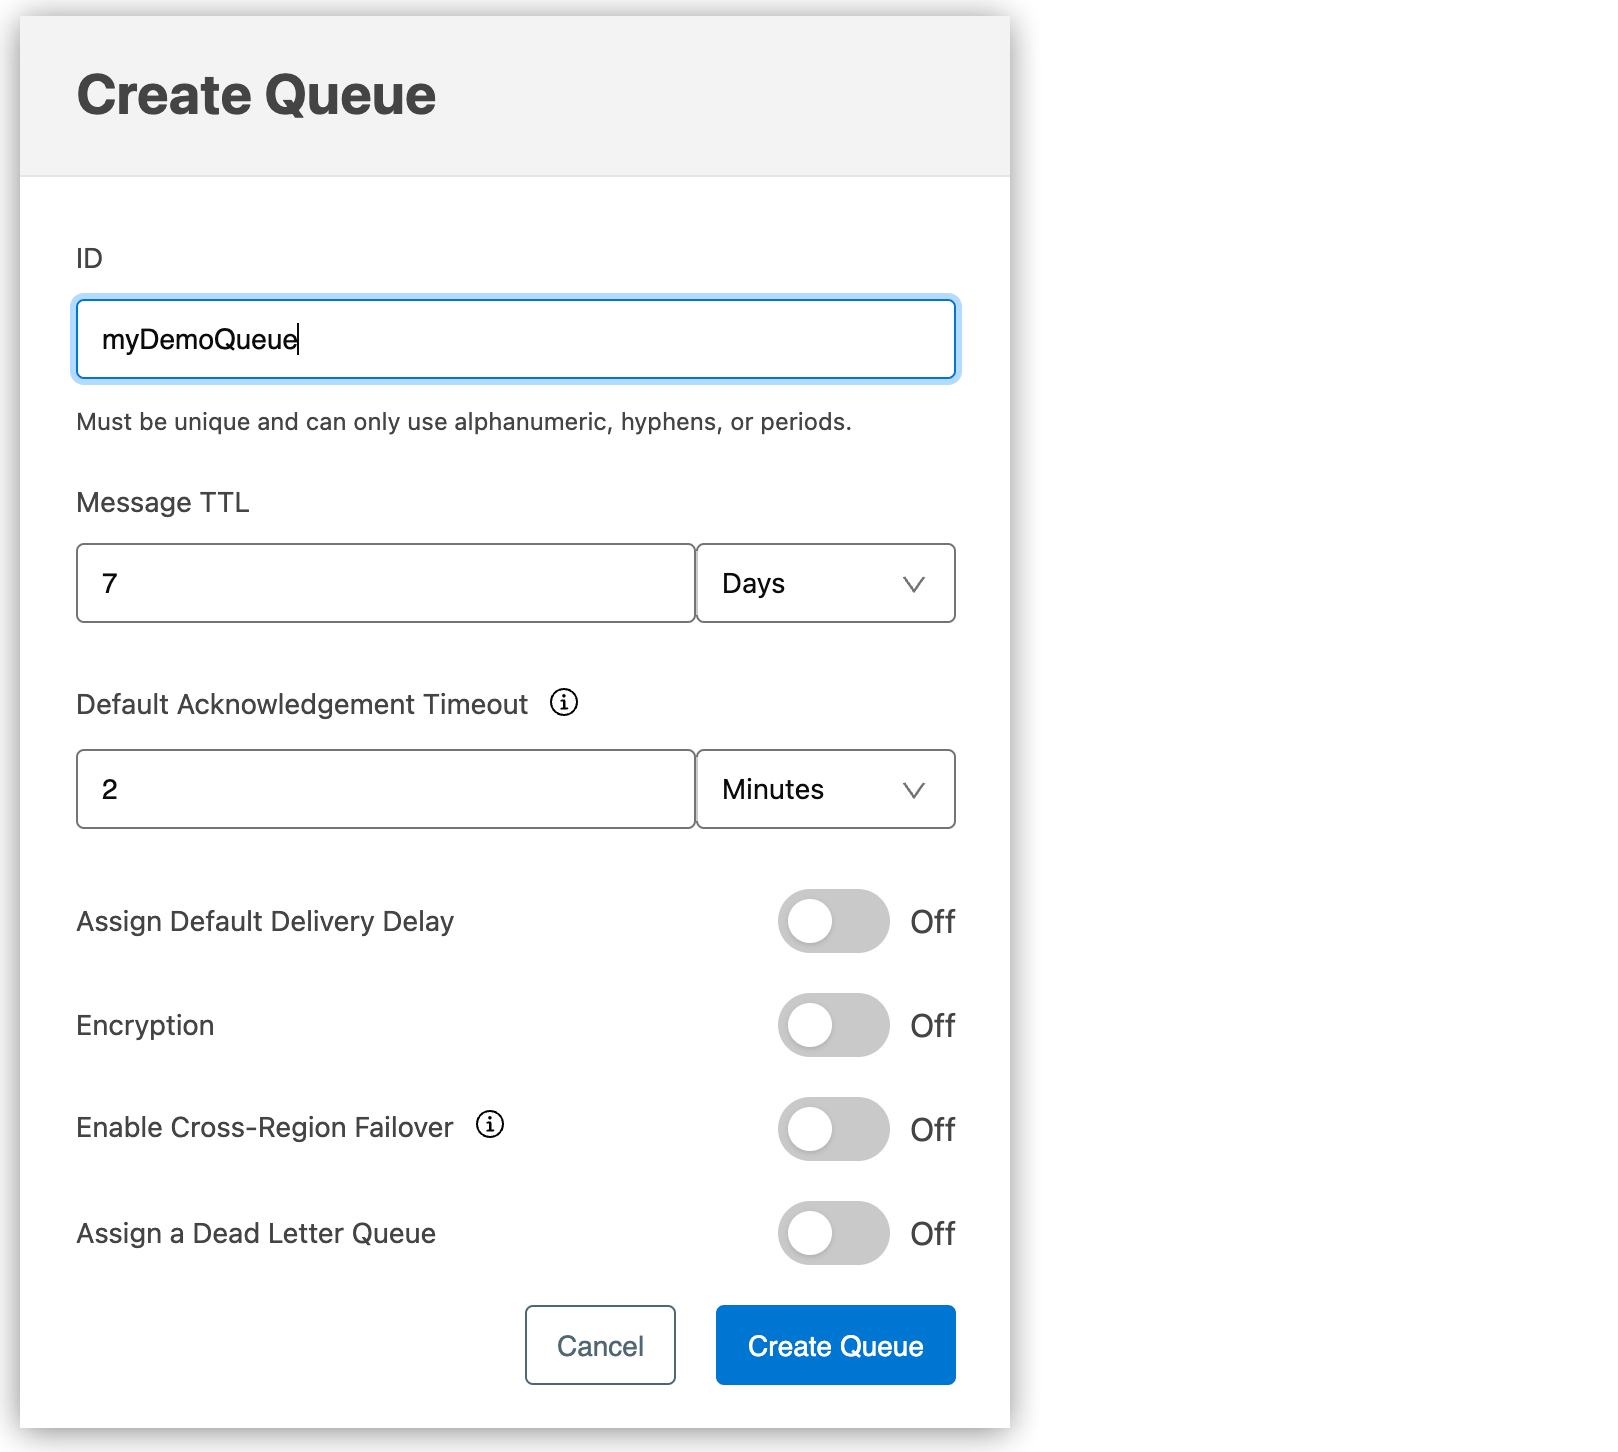 Create Queue
ID
myDemoQueue
Must be unique and can only use alphanumeric, hyphens, or periods.
Message TTL
7 Days
Default Acknowledgement Timeout
2 Minutes
Assign Default Delivery Delay Off
Encryption Off
Enable Cross-Region Failover Off
Assign a Dead Letter Queue Off
Cancel Create Queue